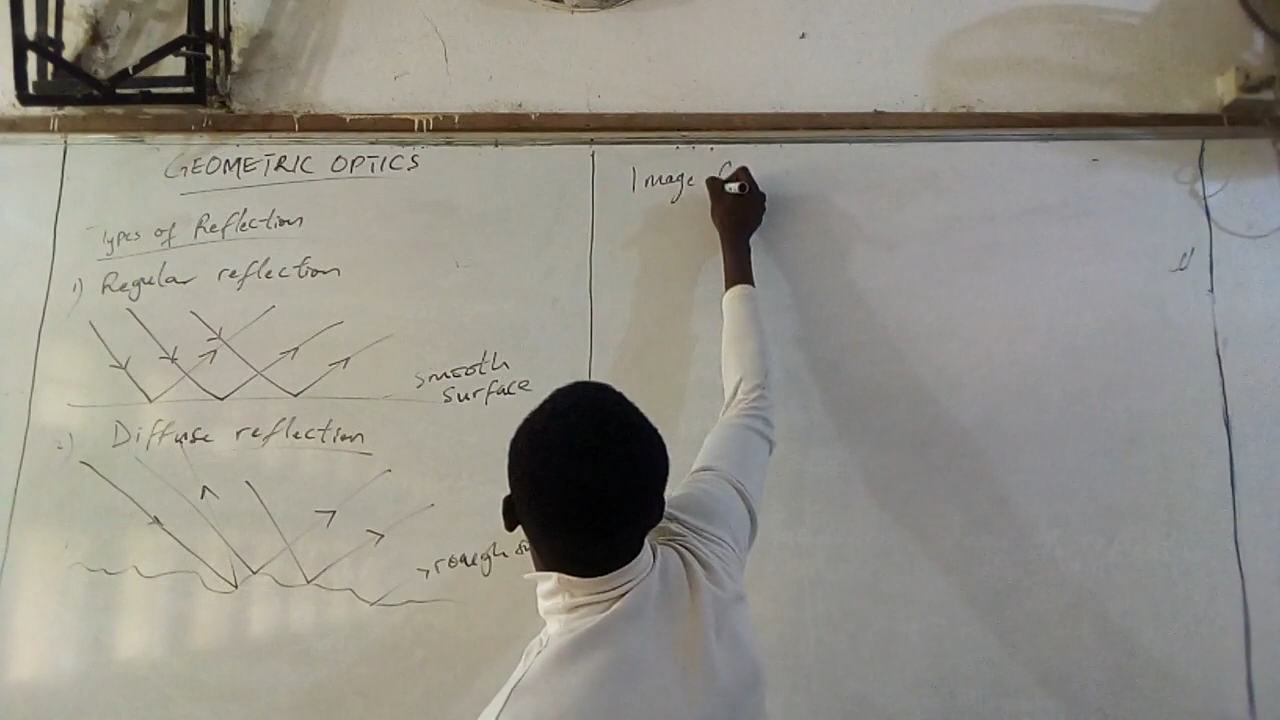 GEOMETRIC OPTICS
Types of Reflection
1) Regular reflection
smooth
surface
2) Diffuse reflection
rough
Image